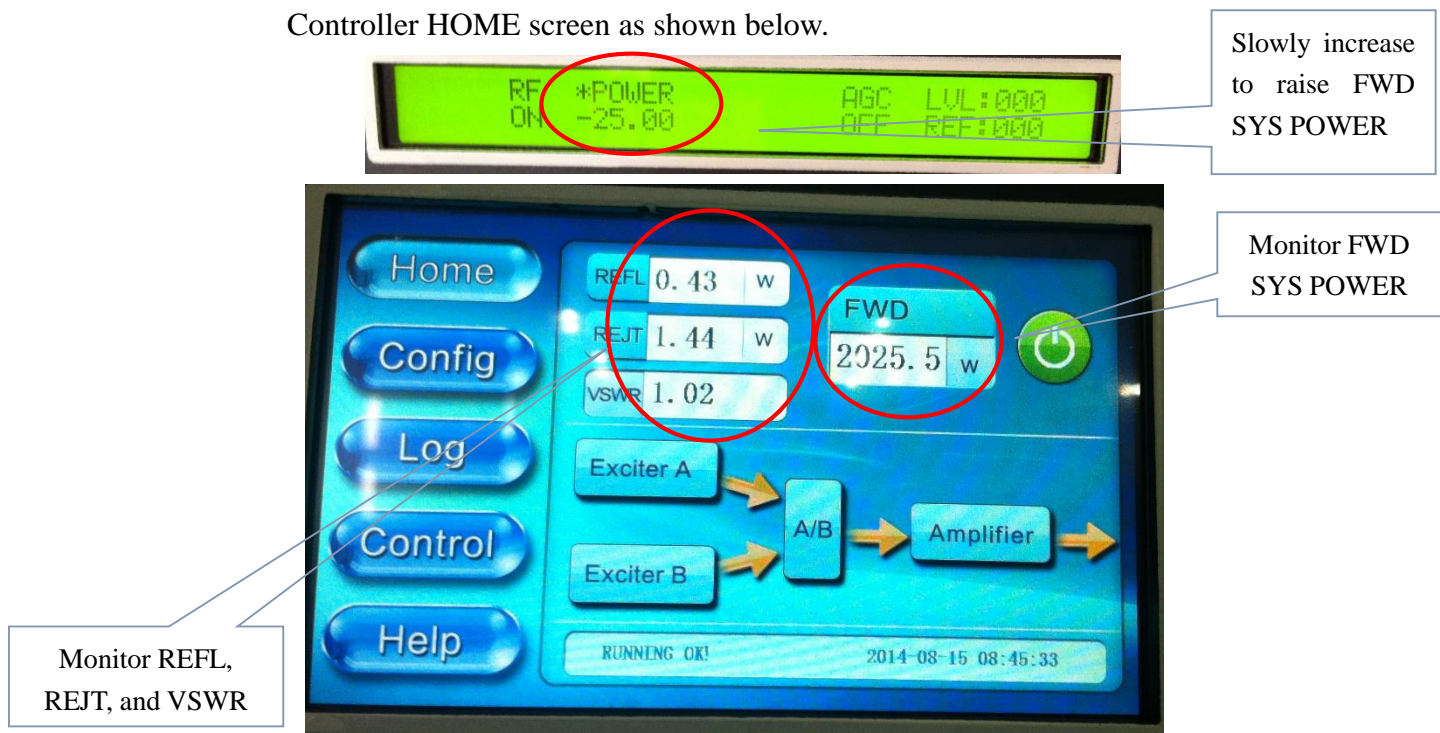 Controller HOME screen as shown below.
Slowly increase
to raise FWD
SYS POWER
RF *POWER AGC LVL:000
ON -25.00 OFF REF:000
Monitor FWD
SYS POWER
Home
REFL 0.43 W
FWD
REJT 1.44 W
2025.5 W
Config
VSWR 1.02
Log
Exciter A
A/B
Amplifier
Control
Exciter B
Help
RUNNING OK! 2014-08-15 08:45:33
Monitor REFL,
REJT, and VSWR